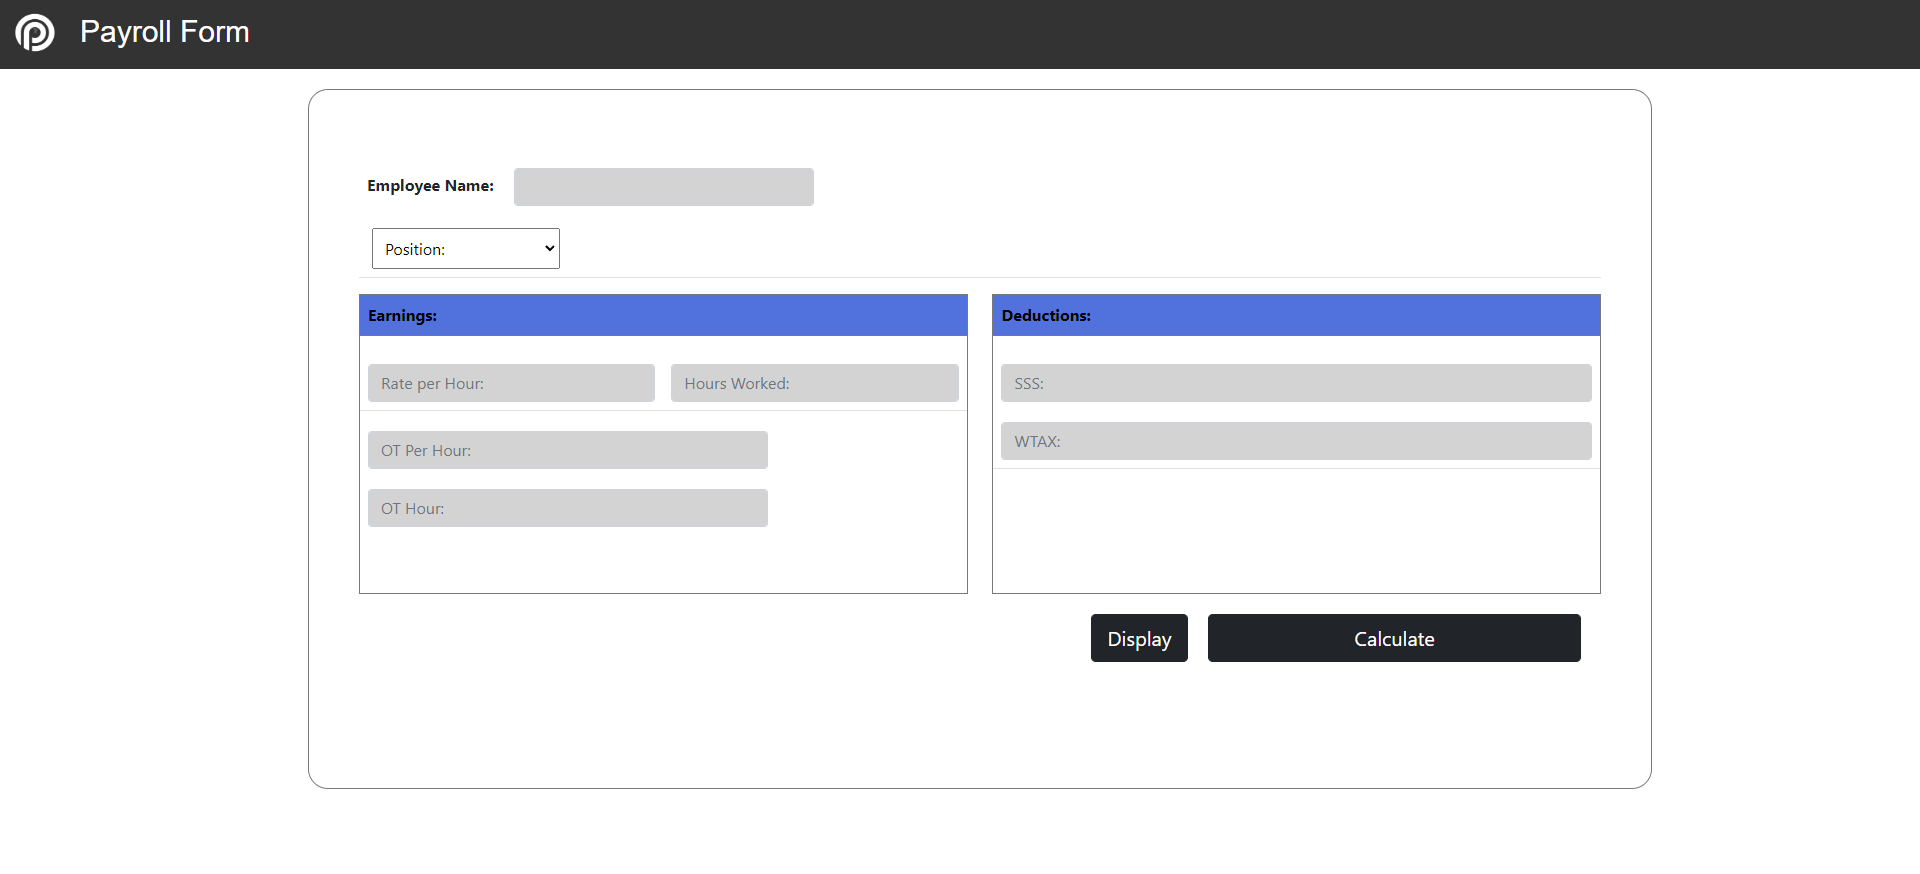 Payroll Form
Employee Name:
Position:
Earnings:
Deductions:
Rate per Hour:
Hours Worked:
SSS:
OT Per Hour:
WTAX:
OT Hour:
Display
Calculate